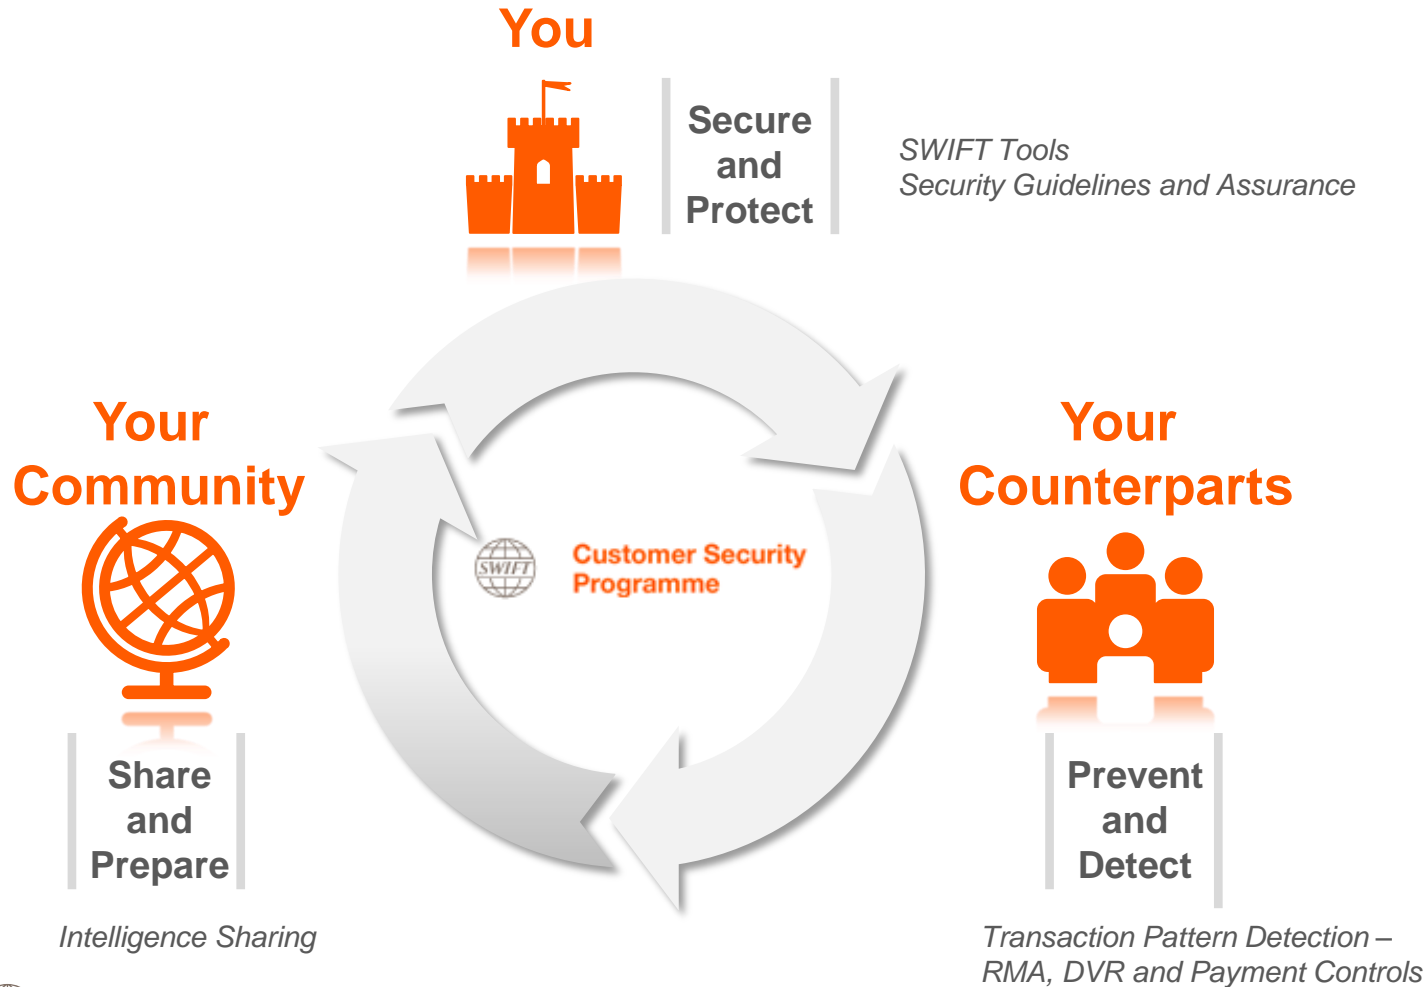 You
Secure
and
Protect
SWIFT Tools
Security Guidelines and Assurance
Your
Community
Your
Counterparts
SWIFT
Customer Security
Programme
Share
and
Prepare
Prevent
and
Detect
Intelligence Sharing
Transaction Pattern Detection –
RMA, DVR and Payment Controls